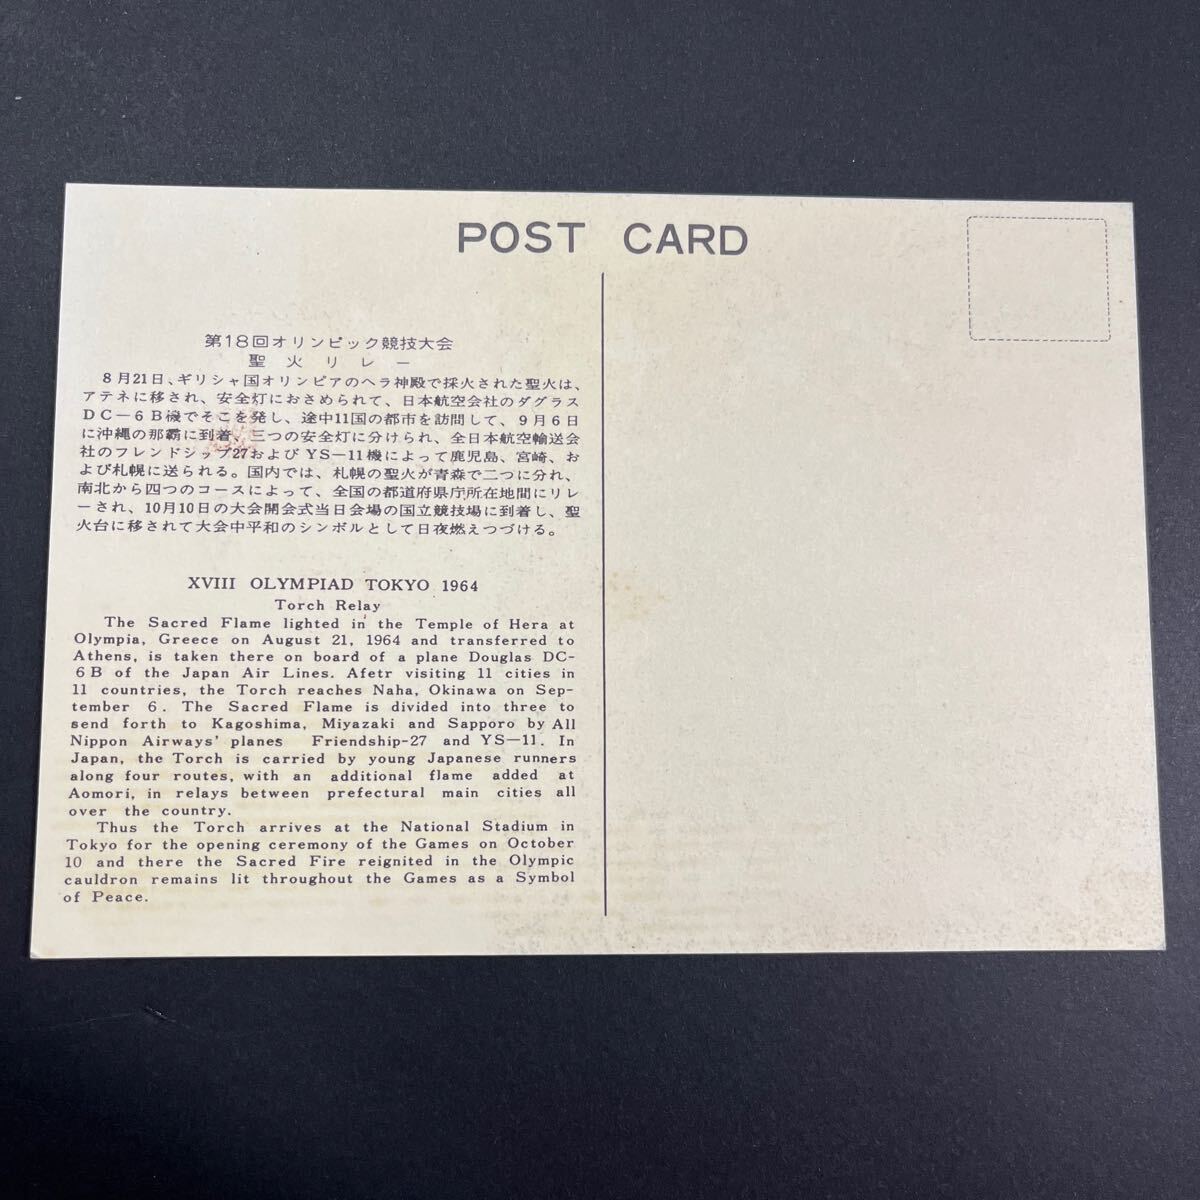 POST CARD
第18回オリンピック競技大会
聖火リレー
8月21日、ギリシャ国オリンピアのヘラ神殿で採火された聖火は、
アテネに移され、安全灯におさめられて、日本航空会社のダグラス
DC－6B機でそこを発し、途中11国の都市を訪問して、9月6日
に沖縄の那覇に到着、三つの安全灯に分けられ、全日本航空輸送会
社のフレンドシップ27およびYS－11機によって鹿児島、宮崎、お
よび札幌に送られる。国内では、札幌の聖火が青森で二つに分れ、
南北から四つのコースによって、全国の都道府県庁所在地間にリレ
ーされ、10月10日の大会開会式当日会場の国立競技場に到着し、聖
火台に移されて大会中平和のシンボルとして日夜燃えつづける。
XVIII OLYMPIAD TOKYO 1964
Torch Relay
The Sacred Flame lighted in the Temple of Hera at
Olympia, Greece on August 21, 1964 and transferred to
Athens, is taken there on board of a plane Douglas DC-
6B of the Japan Air Lines. Afetr visiting 11 cities in
11 countries, the Torch reaches Naha, Okinawa on Sep-
tember 6. The Sacred Flame is divided into three to
send forth to Kagoshima, Miyazaki and Sapporo by All
Nippon Airways' planes Friendship-27 and YS-11. In
Japan, the Torch is carried by young Japanese runners
along four routes, with an additional flame added at
Aomori, in relays between prefectural main cities all
over the country.
Thus the Torch arrives at the National Stadium in
Tokyo for the opening ceremony of the Games on October
10 and there the Sacred Fire reignited in the Olympic
cauldron remains lit throughout the Games as a Symbol
of Peace.